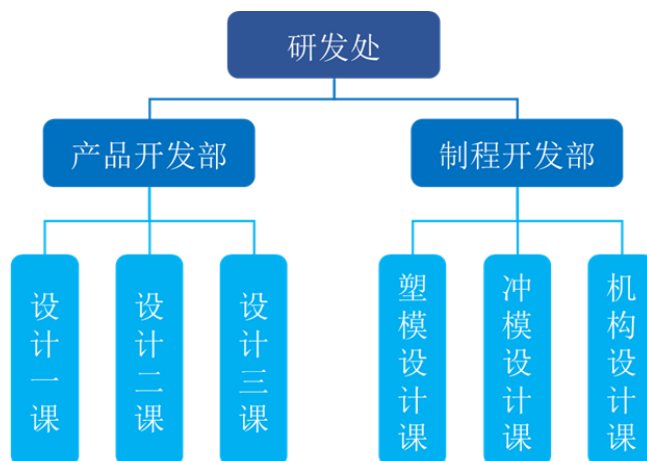 研发处
产品开发部
制程开发部
设计一课
设计二课
设计三课
塑模设计课
冲模设计课
机构设计课